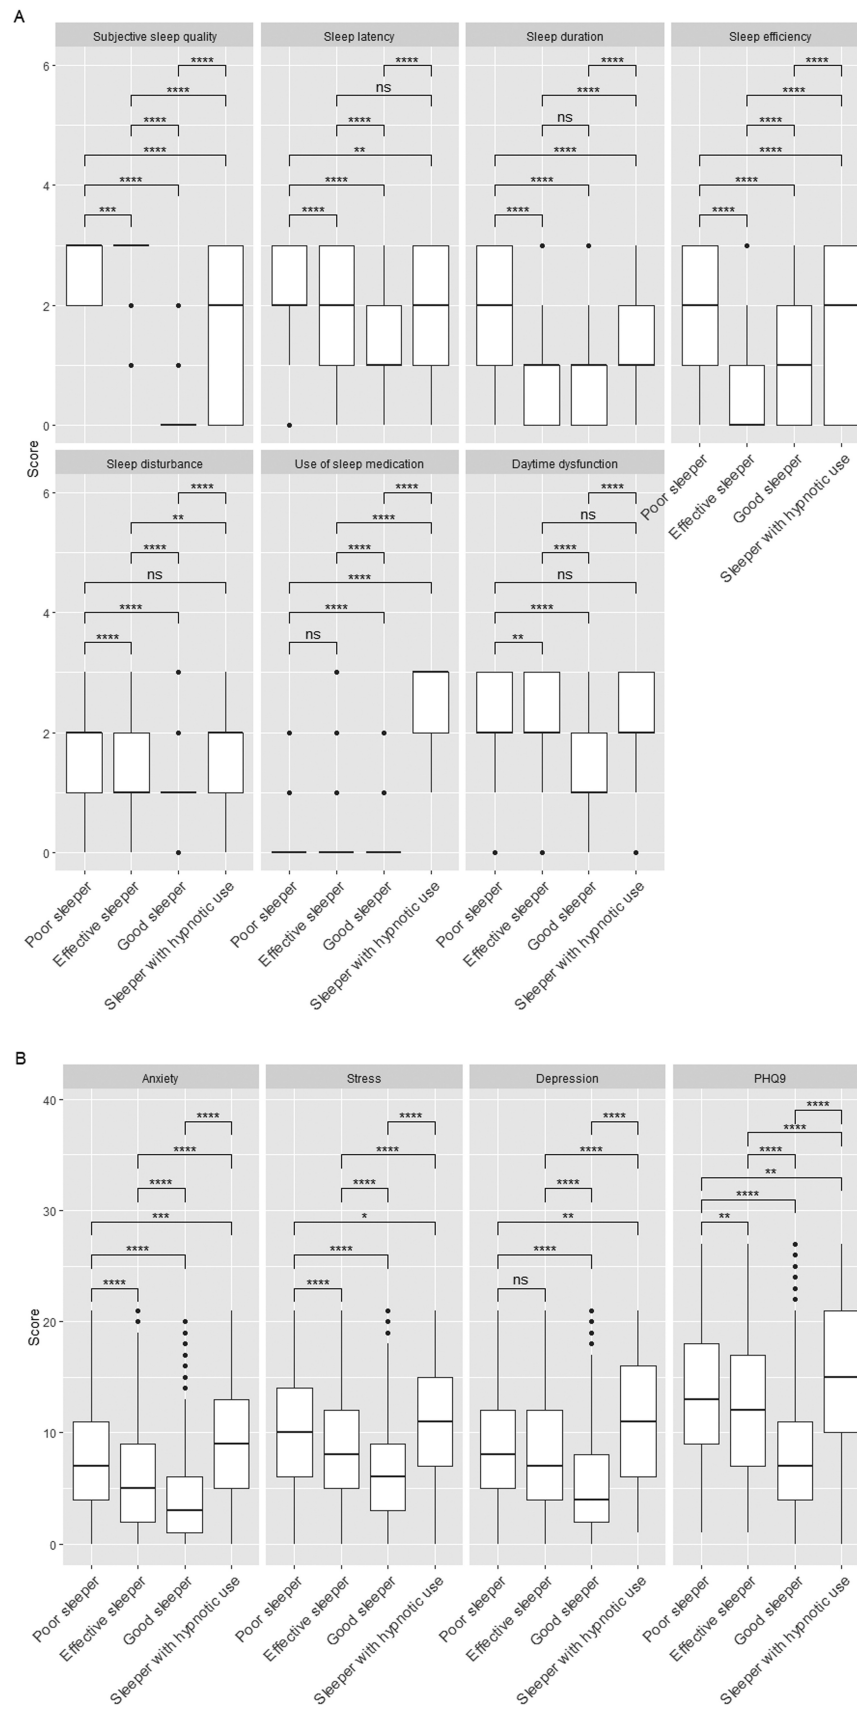 A
Subjective sleep quality
Sleep latency
Sleep duration
Sleep efficiency
Score
6
4
2
0
****
****
****
****
****
***
****
ns
****
**
****
****
****
****
ns
****
****
****
****
****
****
****
****
****
Poor sleeper
Effective sleeper
Good sleeper
Sleeper with hypnotic use
Sleep disturbance
Use of sleep medication
Daytime dysfunction
6
4
2
0
****
**
****
ns
****
****
****
****
****
****
****
ns
****
ns
****
ns
****
**
Poor sleeper
Effective sleeper
Good sleeper
Sleeper with hypnotic use
Poor sleeper
Effective sleeper
Good sleeper
Sleeper with hypnotic use
Poor sleeper
Effective sleeper
Good sleeper
Sleeper with hypnotic use
B
Anxiety
Stress
Depression
PHQ9
Score
40
30
20
10
0
****
****
****
***
****
****
****
****
****
*
****
****
****
****
****
**
****
ns
****
****
****
**
****
**
Poor sleeper
Effective sleeper
Good sleeper
Sleeper with hypnotic use
Poor sleeper
Effective sleeper
Good sleeper
Sleeper with hypnotic use
Poor sleeper
Effective sleeper
Good sleeper
Sleeper with hypnotic use
Poor sleeper
Effective sleeper
Good sleeper
Sleeper with hypnotic use